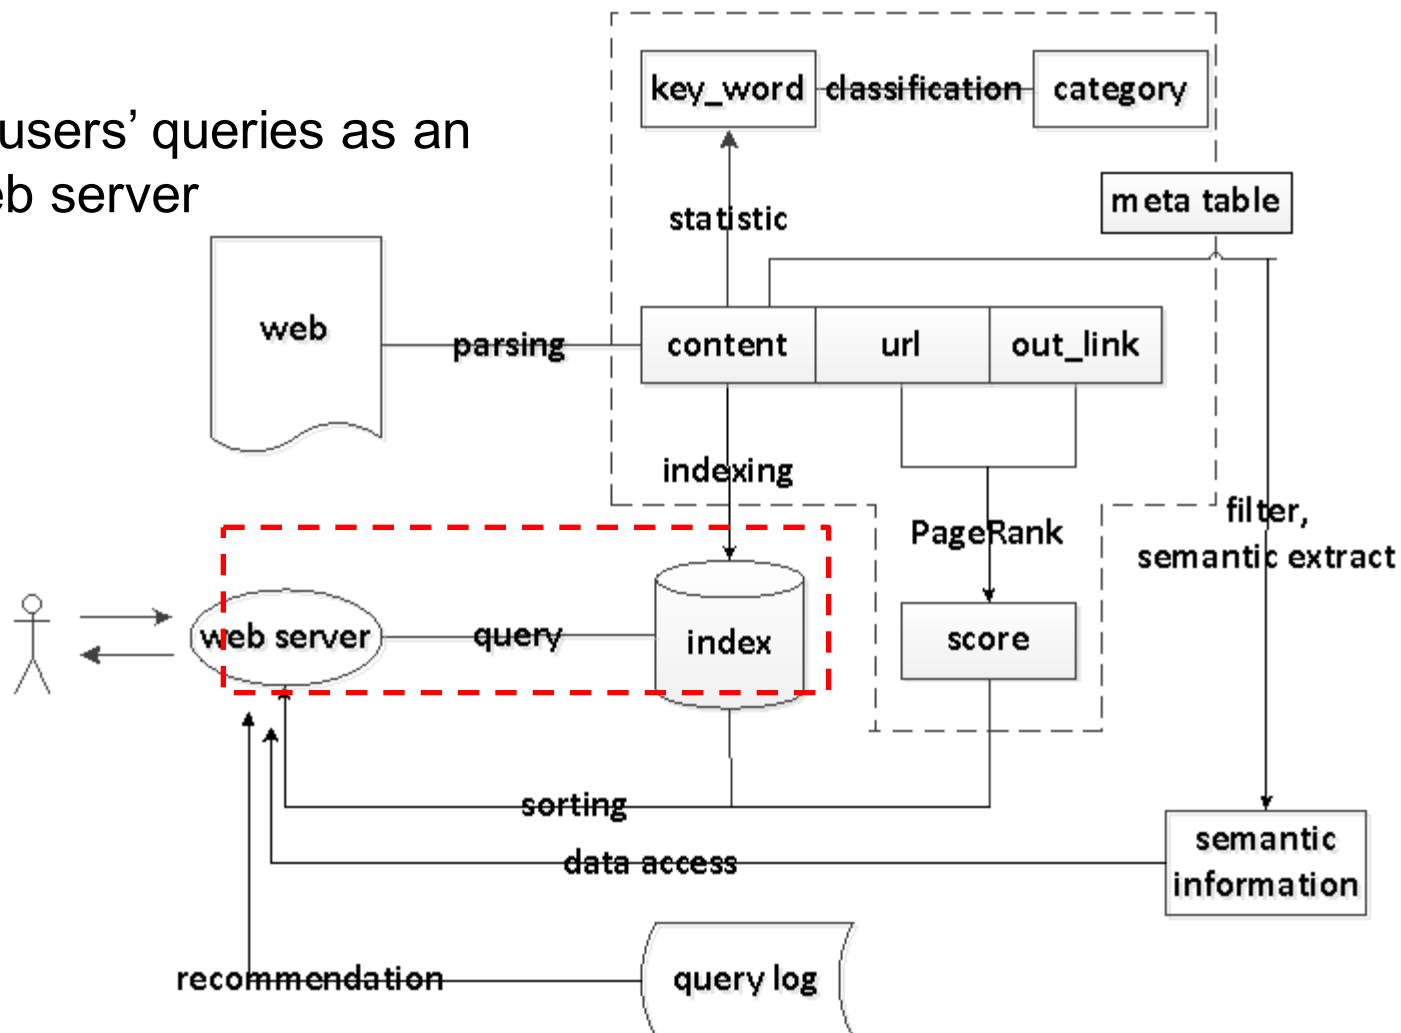 users’ queries as an
eb server
key_word
classification
category
meta table
statistic
web
parsing
content
url
out_link
indexing
PageRank
filter,
semantic extract
web server
query
index
score
sorting
data access
semantic
information
recommendation
query log